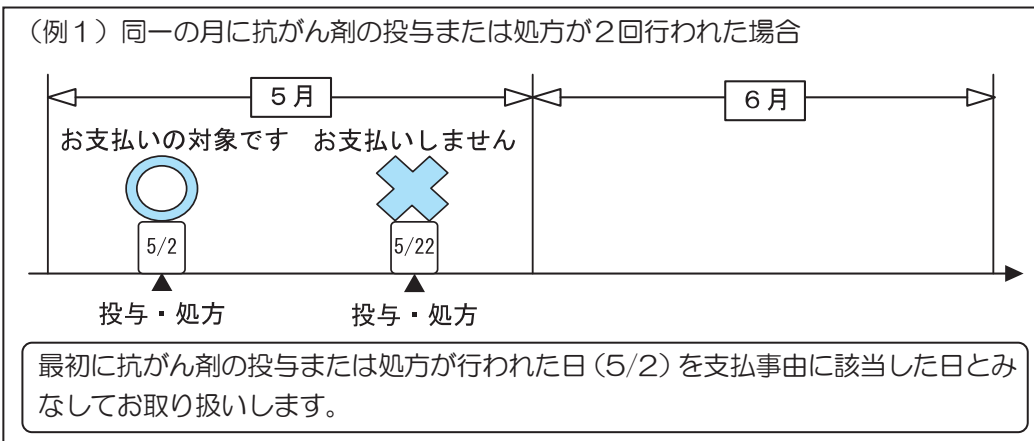 （例１）同一の月に抗がん剤の投与または処方が２回行われた場合
５月
６月
お支払いの対象です
お支払いしません
5/2
5/22
投与・処方
投与・処方
最初に抗がん剤の投与または処方が行われた日（5/2）を支払事由に該当した日とみ
なしてお取り扱いします。